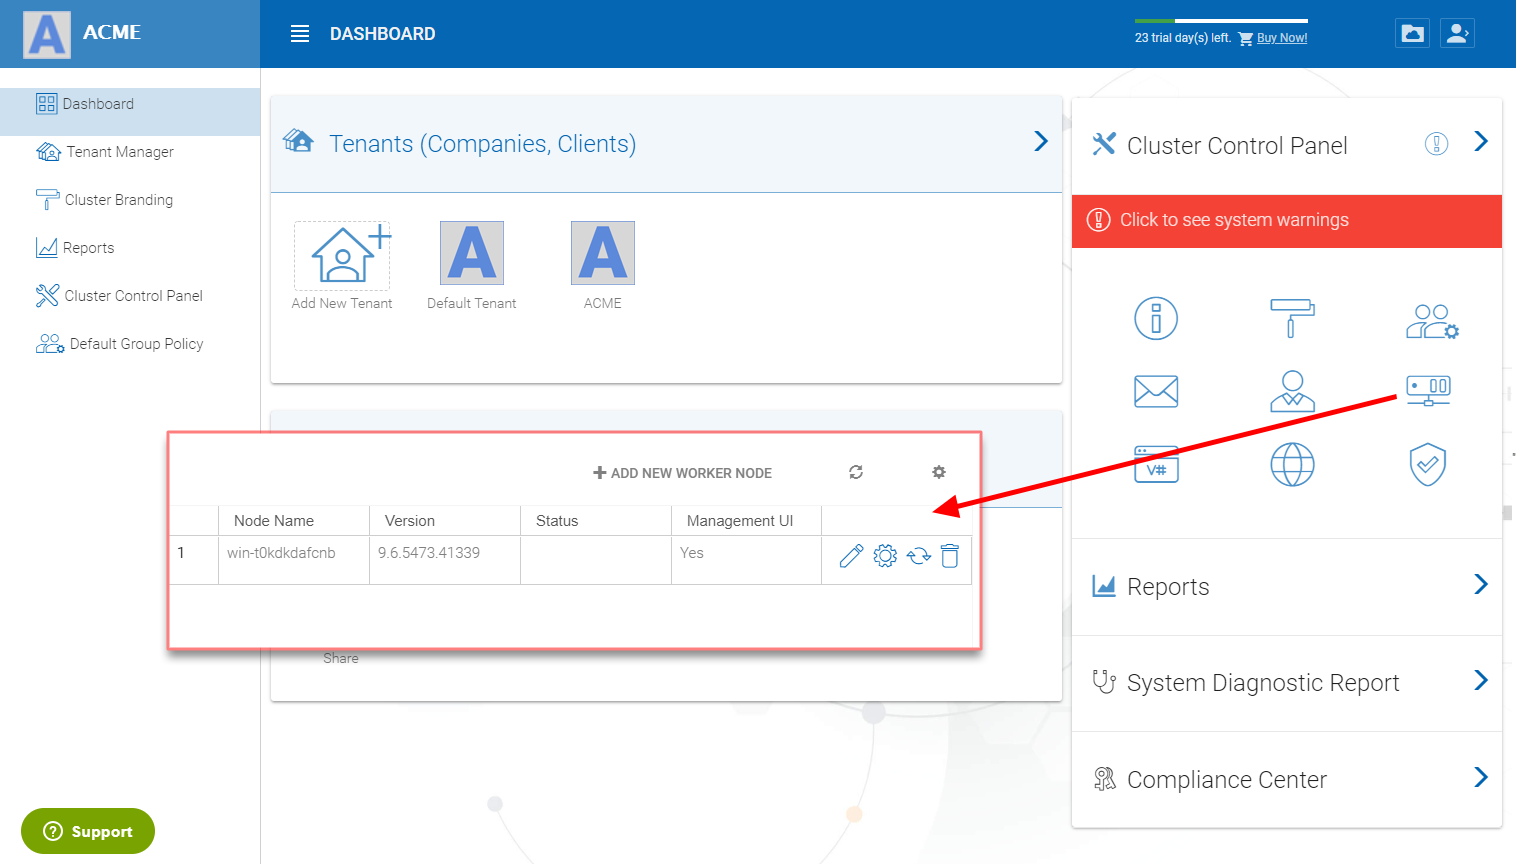 A ACME
DASHBOARD
23 trial day(s) left. Buy Now!
Dashboard
Tenant Manager
Cluster Branding
Reports
Cluster Control Panel
Default Group Policy
Tenants (Companies, Clients)
A A
Add New Tenant Default Tenant ACME
Cluster Control Panel
Click to see system warnings
V#
ADD NEW WORKER NODE
Node Name Version Status Management UI
1 win-t0kdkdafcnb 9.6.5473.41339 Yes
Share
Reports
System Diagnostic Report
Compliance Center
Support